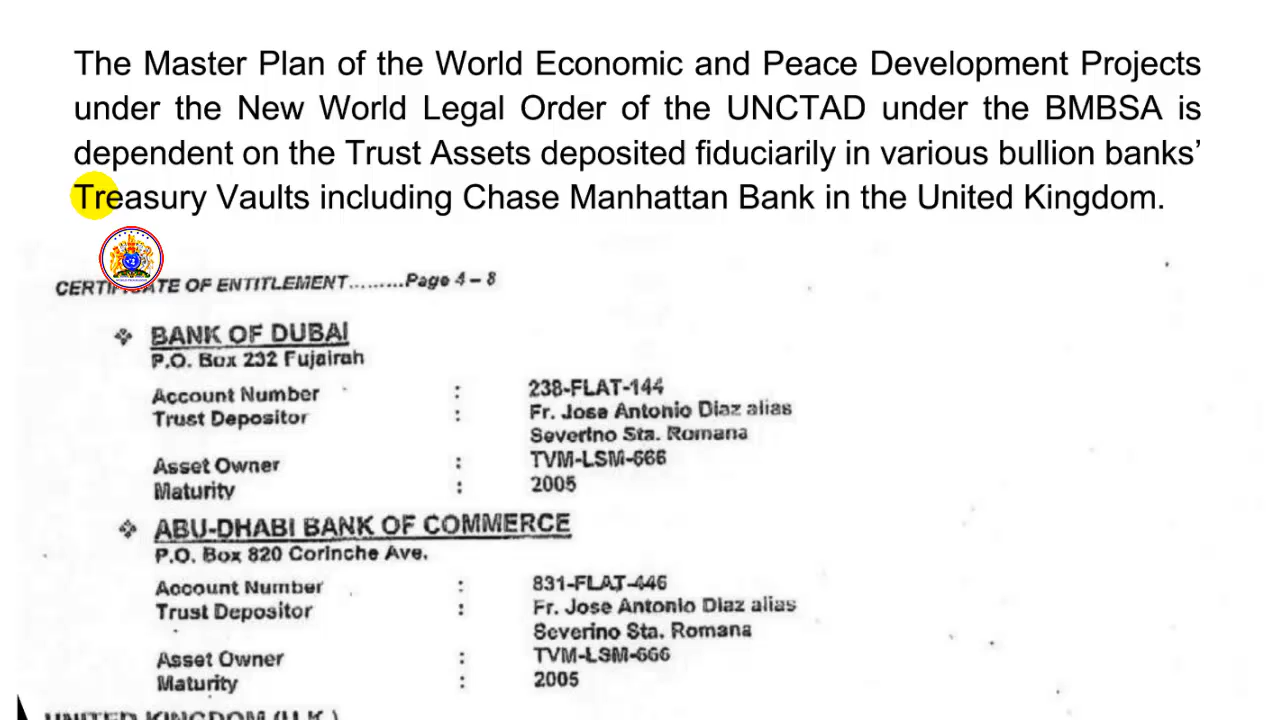 The Master Plan of the World Economic and Peace Development Projects
under the New World Legal Order of the UNCTAD under the BMBSA is
dependent on the Trust Assets deposited fiduciarily in various bullion banks’
Treasury Vaults including Chase Manhattan Bank in the United Kingdom.
CERTIFICATE OF ENTITLEMENT.........Page 4 – 8
❖ BANK OF DUBAI
P.O. Box 232 Fujairah
Account Number : 238-FLAT-144
Trust Depositor : Fr. Jose Antonio Diaz alias
Severino Sta. Romana
Asset Owner : TVM-LSM-666
Maturity : 2005
❖ ABU-DHABI BANK OF COMMERCE
P.O. Box 820 Corinche Ave.
Account Number : 831-FLAT-446
Trust Depositor : Fr. Jose Antonio Diaz alias
Severino Sta. Romana
Asset Owner : TVM-LSM-666
Maturity : 2005
UNITED KINGDOM (U.K.)